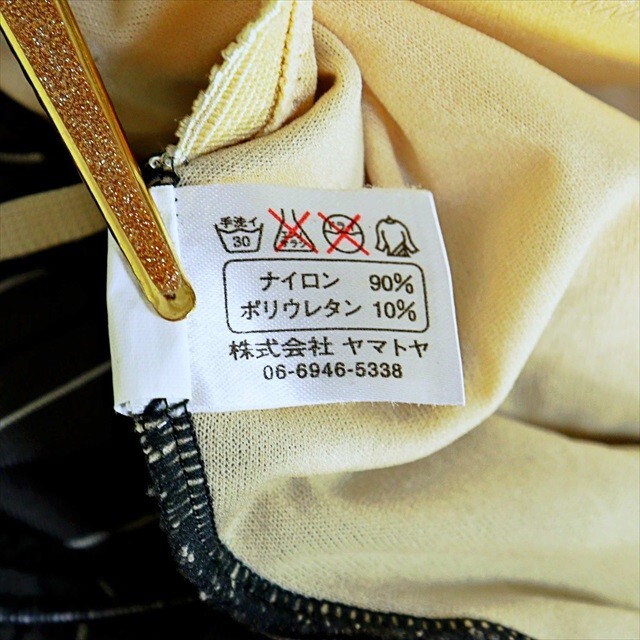 手洗イ
30
ナイロン 90%
ポリウレタン 10%
株式会社 ヤマトヤ
06-6946-5338